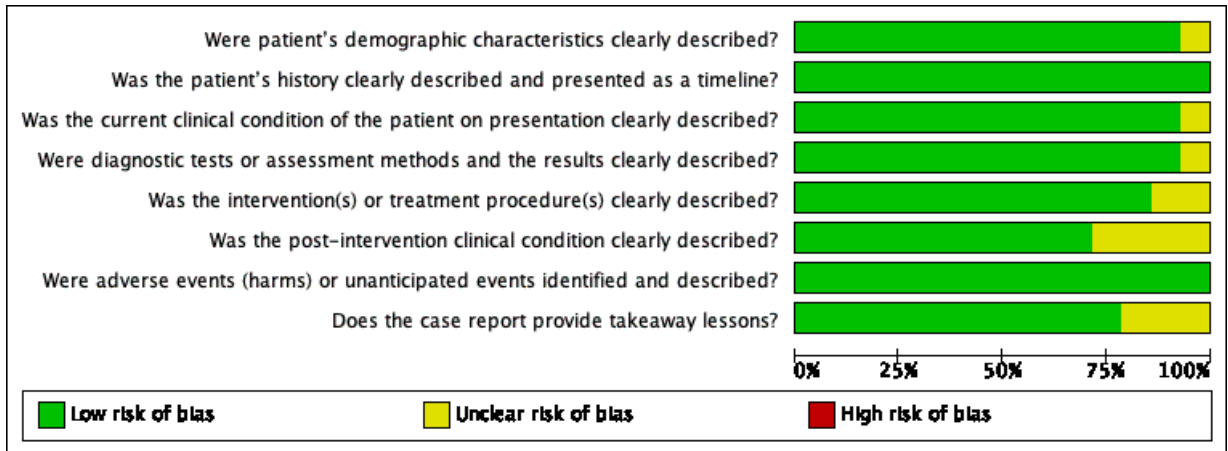 Were patient's demographic characteristics clearly described?
Was the patient's history clearly described and presented as a timeline?
Was the current clinical condition of the patient on presentation clearly described?
Were diagnostic tests or assessment methods and the results clearly described?
Was the intervention(s) or treatment procedure(s) clearly described?
Was the post-intervention clinical condition clearly described?
Were adverse events (harms) or unanticipated events identified and described?
Does the case report provide takeaway lessons?
0% 25% 50% 75% 100%
Low risk of bias Unclear risk of bias High risk of bias